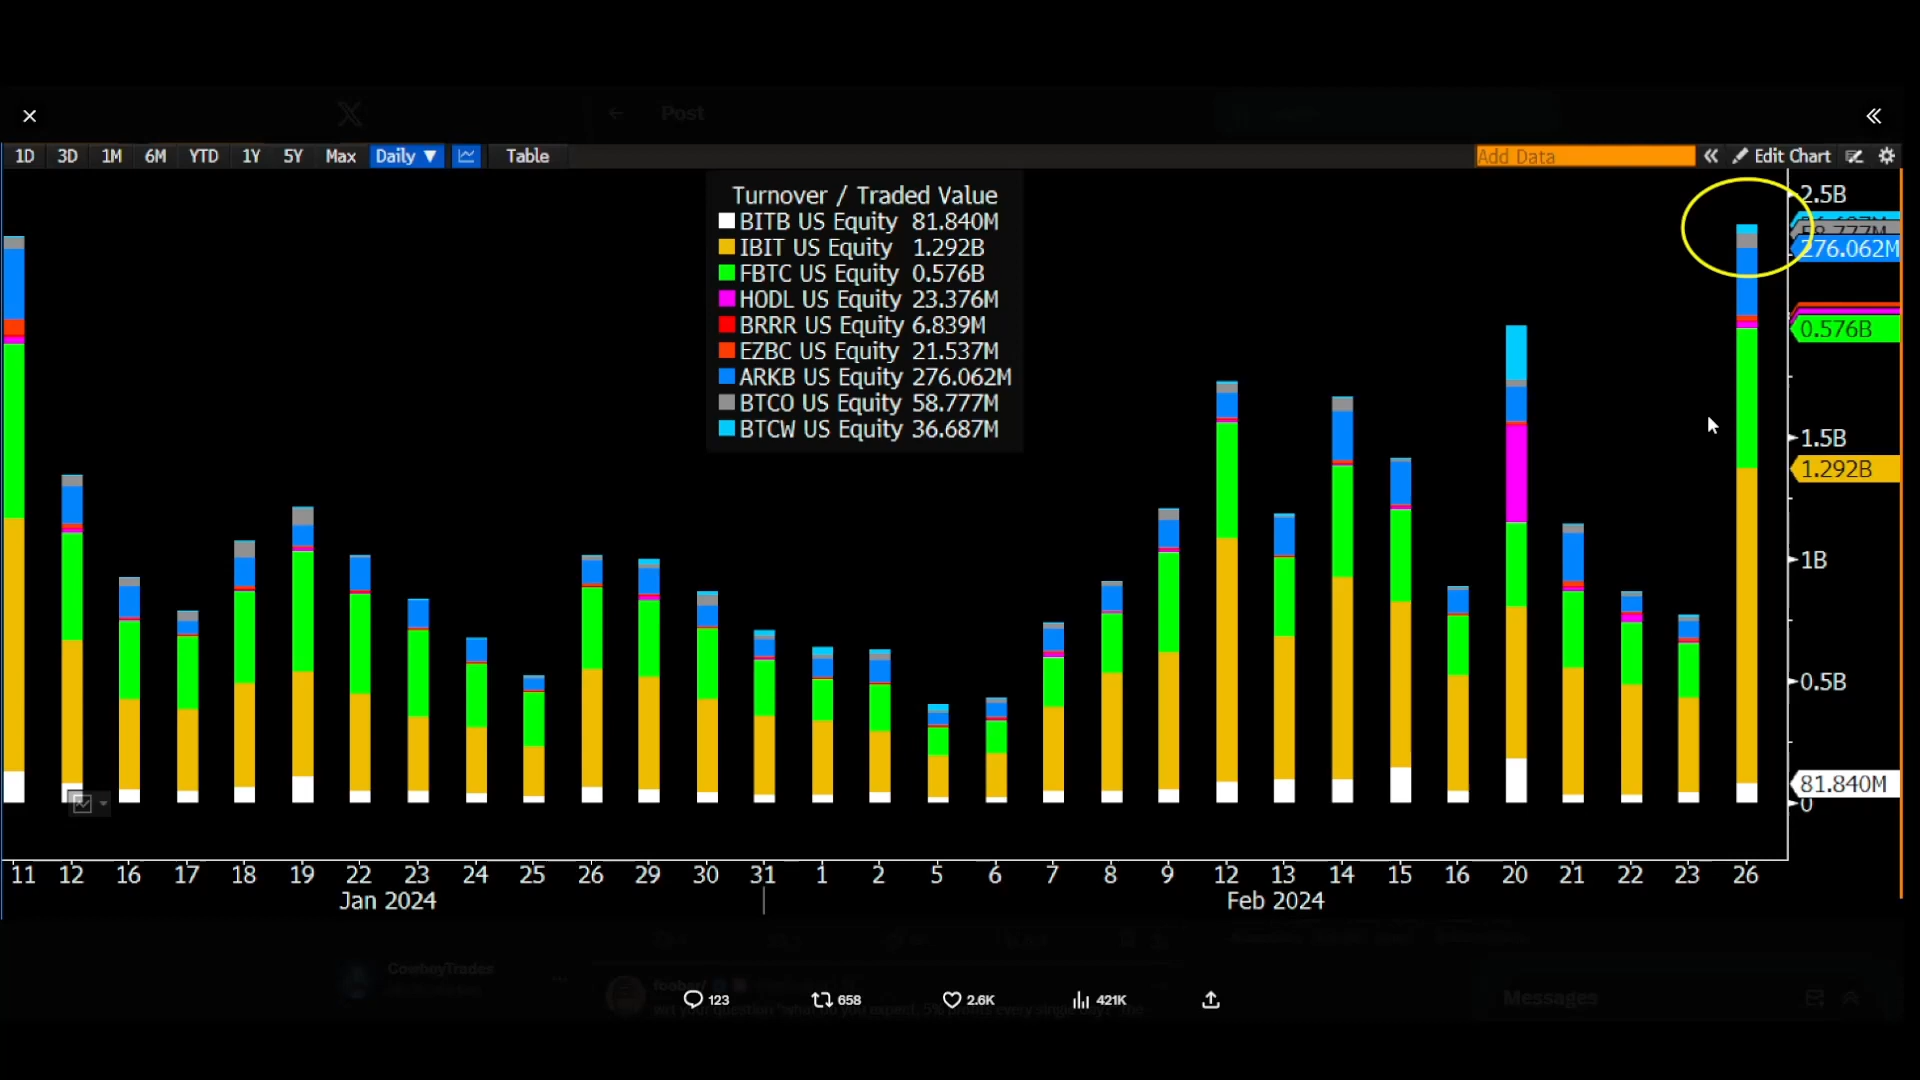 Post
1D 3D 1M 6M YTD 1Y 5Y Max Daily ▼ Table Add Data Edit Chart
Turnover / Traded Value
BITB US Equity 81.840M
IBIT US Equity 1.292B
FBTC US Equity 0.576B
HODL US Equity 23.376M
BRRR US Equity 6.839M
EZBC US Equity 21.537M
ARKB US Equity 276.062M
BTCO US Equity 58.777M
BTCW US Equity 36.687M
2.5B
58.777M
276.062M
0.576B
1.5B
1.292B
1B
0.5B
81.840M
0
11 12 16 17 18 19 22 23 24 25 26 29 30 31 1 2 5 6 7 8 9 12 13 14 15 16 20 21 22 23 26
Jan 2024 Feb 2024
CowboyTrades
foobar/
Messages
123 658 2.6K 421K